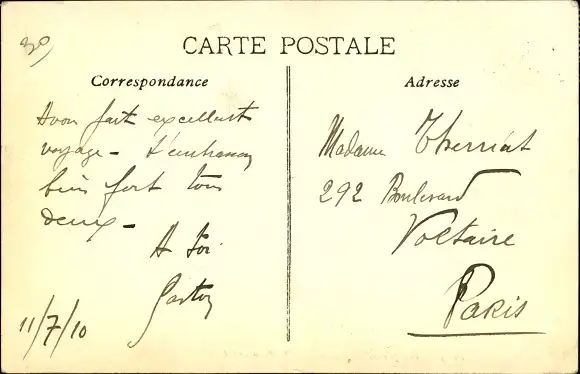 30
CARTE POSTALE
Correspondance
Adresse
Avons fait excellent
voyage - T'embrassons
bien fort tous
deux -
A toi
Gaston
11/7/10
Madame
292 Boulevard
Voltaire
Paris